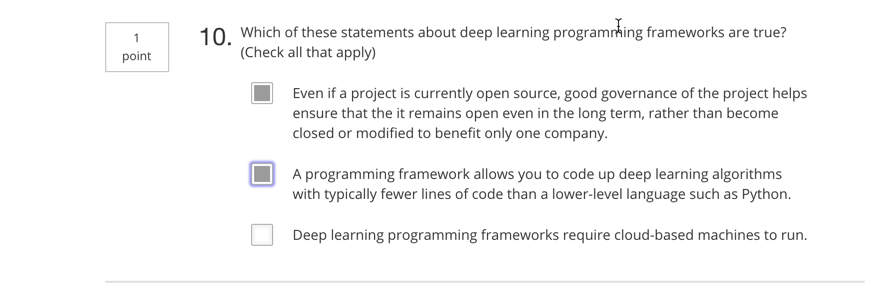 1
point
10. Which of these statements about deep learning programming frameworks are true?
(Check all that apply)
Even if a project is currently open source, good governance of the project helps
ensure that the it remains open even in the long term, rather than become
closed or modified to benefit only one company.
A programming framework allows you to code up deep learning algorithms
with typically fewer lines of code than a lower-level language such as Python.
Deep learning programming frameworks require cloud-based machines to run.